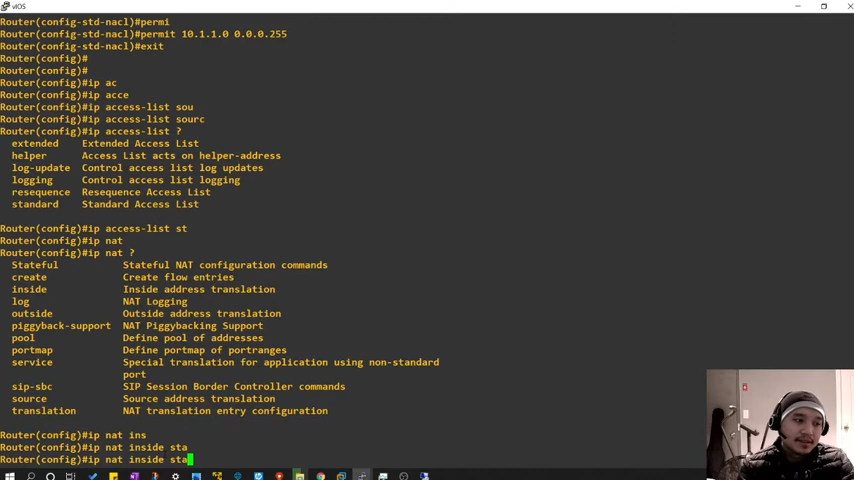 vIOS
Router(config-std-nacl)#permi
Router(config-std-nacl)#permit 10.1.1.0 0.0.0.255
Router(config-std-nacl)#exit
Router(config)#
Router(config)#
Router(config)#ip ac
Router(config)#ip acce
Router(config)#ip access-list sou
Router(config)#ip access-list sourc
Router(config)#ip access-list ?
extended Extended Access List
helper Access List acts on helper-address
log-update Control access list log updates
logging Control access list logging
resequence Resequence Access List
standard Standard Access List
Router(config)#ip access-list st
Router(config)#ip nat
Router(config)#ip nat ?
Stateful Stateful NAT configuration commands
create Create flow entries
inside Inside address translation
log NAT Logging
outside Outside address translation
piggyback-support NAT Piggybacking Support
pool Define pool of addresses
portmap Define portmap of portranges
service Special translation for application using non-standard
port
sip-sbc SIP Session Border Controller commands
source Source address translation
translation NAT translation entry configuration
Router(config)#ip nat ins
Router(config)#ip nat inside sta
Router(config)#ip nat inside sta